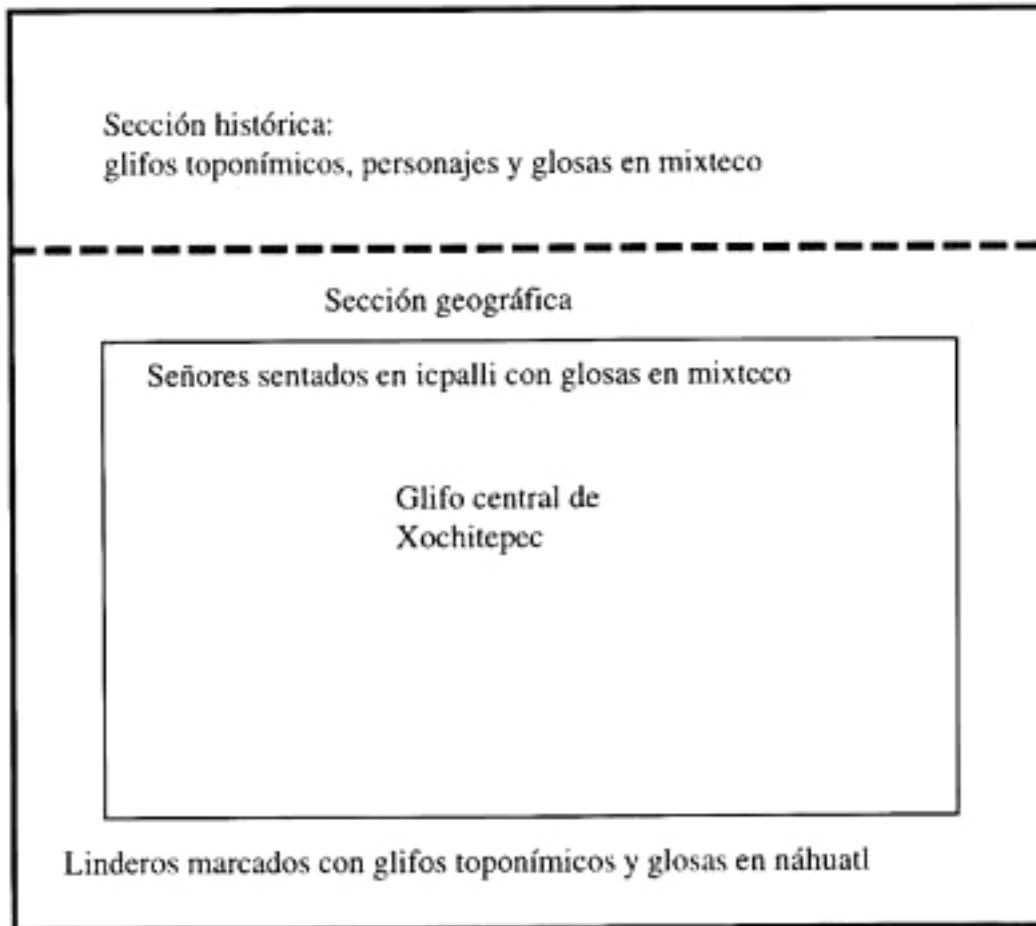 Sección histórica:
glifos toponímicos, personajes y glosas en mixteco
Sección geográfica
Señores sentados en icpalli con glosas en mixteco
Glifo central de
Xochitepec
Linderos marcados con glifos toponímicos y glosas en náhuatl